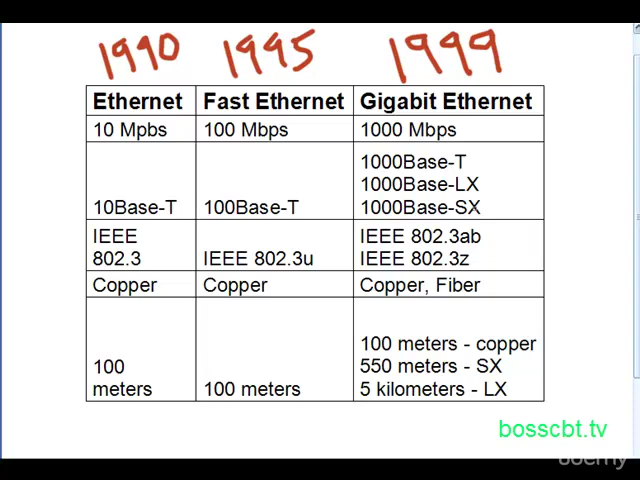 1990 1995 1999
Ethernet Fast Ethernet Gigabit Ethernet
10 Mpbs 100 Mbps 1000 Mbps
1000Base-T
1000Base-LX
10Base-T 100Base-T 1000Base-SX
IEEE IEEE 802.3ab
802.3 IEEE 802.3u IEEE 802.3z
Copper Copper Copper, Fiber
100 meters - copper
100 550 meters - SX
meters 100 meters 5 kilometers - LX
bosscbt.tv